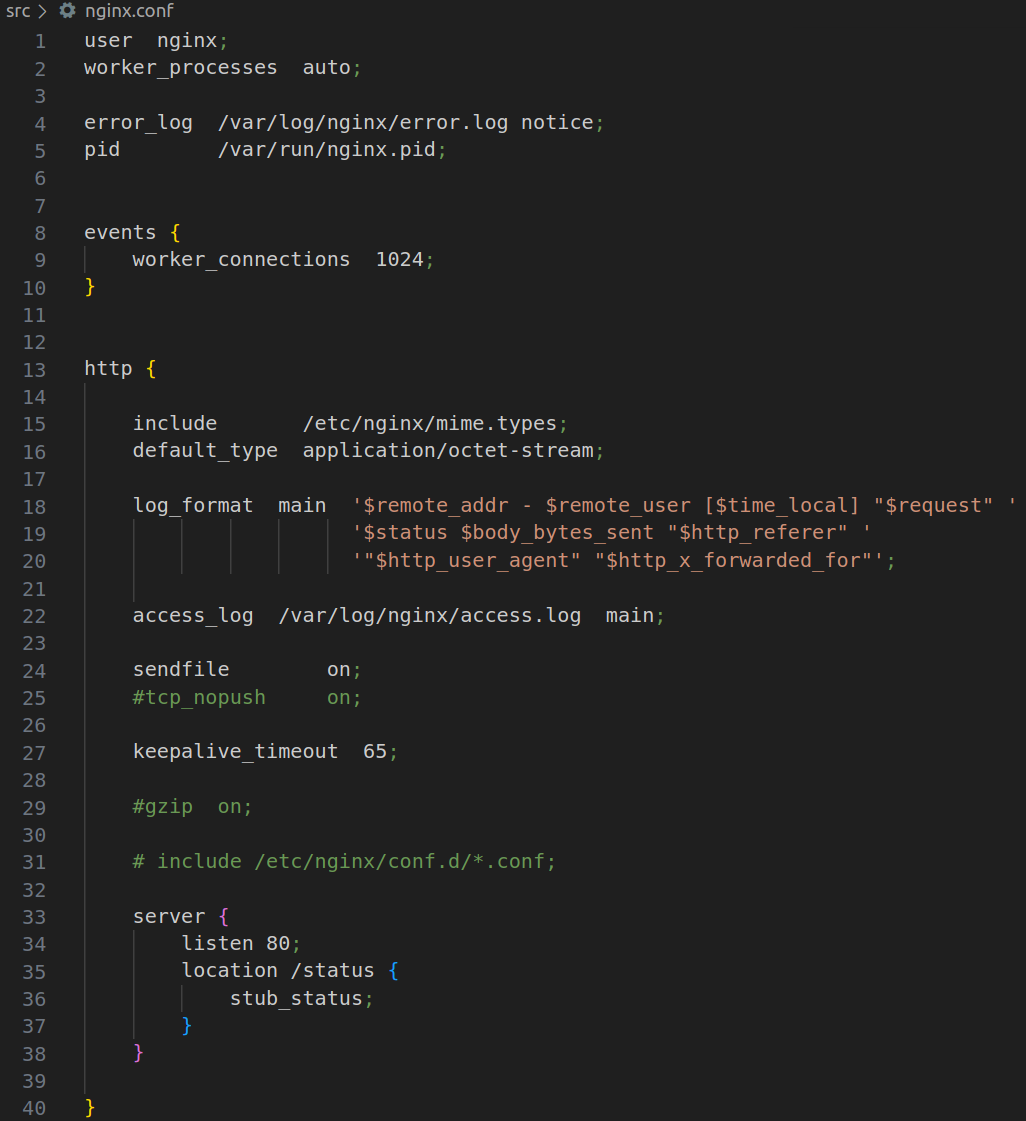 src > nginx.conf
1 user  nginx;
2 worker_processes  auto;
3
4 error_log  /var/log/nginx/error.log notice;
5 pid        /var/run/nginx.pid;
6
7
8 events {
9     worker_connections  1024;
10 }
11
12
13 http {
14
15     include       /etc/nginx/mime.types;
16     default_type  application/octet-stream;
17
18     log_format  main  '$remote_addr - $remote_user [$time_local] "$request" '
19                       '$status $body_bytes_sent "$http_referer" '
20                       '"$http_user_agent" "$http_x_forwarded_for"';
21
22     access_log  /var/log/nginx/access.log  main;
23
24     sendfile        on;
25     #tcp_nopush     on;
26
27     keepalive_timeout  65;
28
29     #gzip  on;
30
31     # include /etc/nginx/conf.d/*.conf;
32
33     server {
34         listen 80;
35         location /status {
36             stub_status;
37         }
38     }
39
40 }